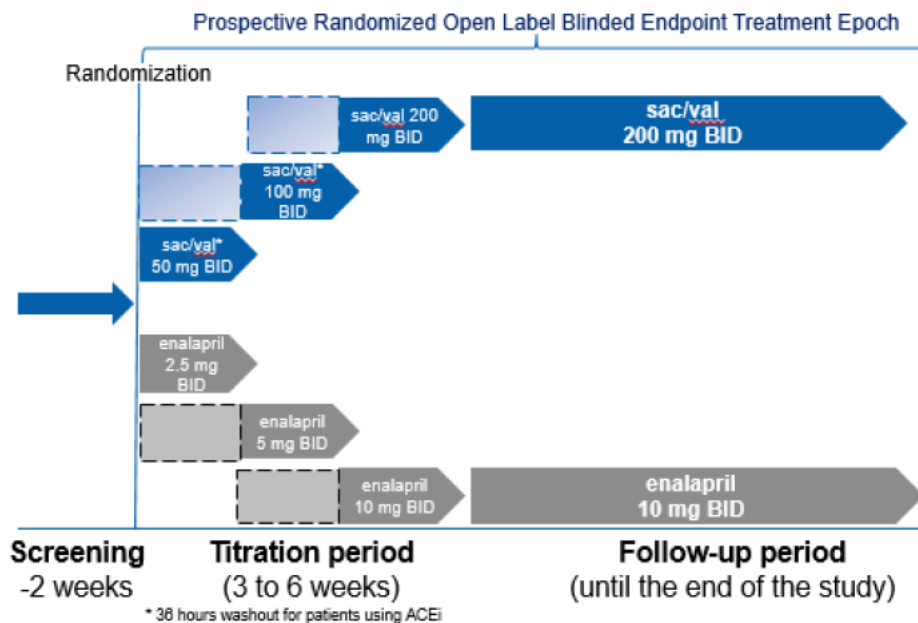 Prospective Randomized Open Label Blinded Endpoint Treatment Epoch
Randomization
sac/val 200
mg BID
sac/val
200 mg BID
sac/val*
100 mg
BID
sac/val*
50 mg BID
enalapril
2.5 mg
BID
enalapril
5 mg BID
enalapril
10 mg BID
enalapril
10 mg BID
Screening
-2 weeks
Titration period
(3 to 6 weeks)
Follow-up period
(until the end of the study)
* 36 hours washout for patients using ACEi